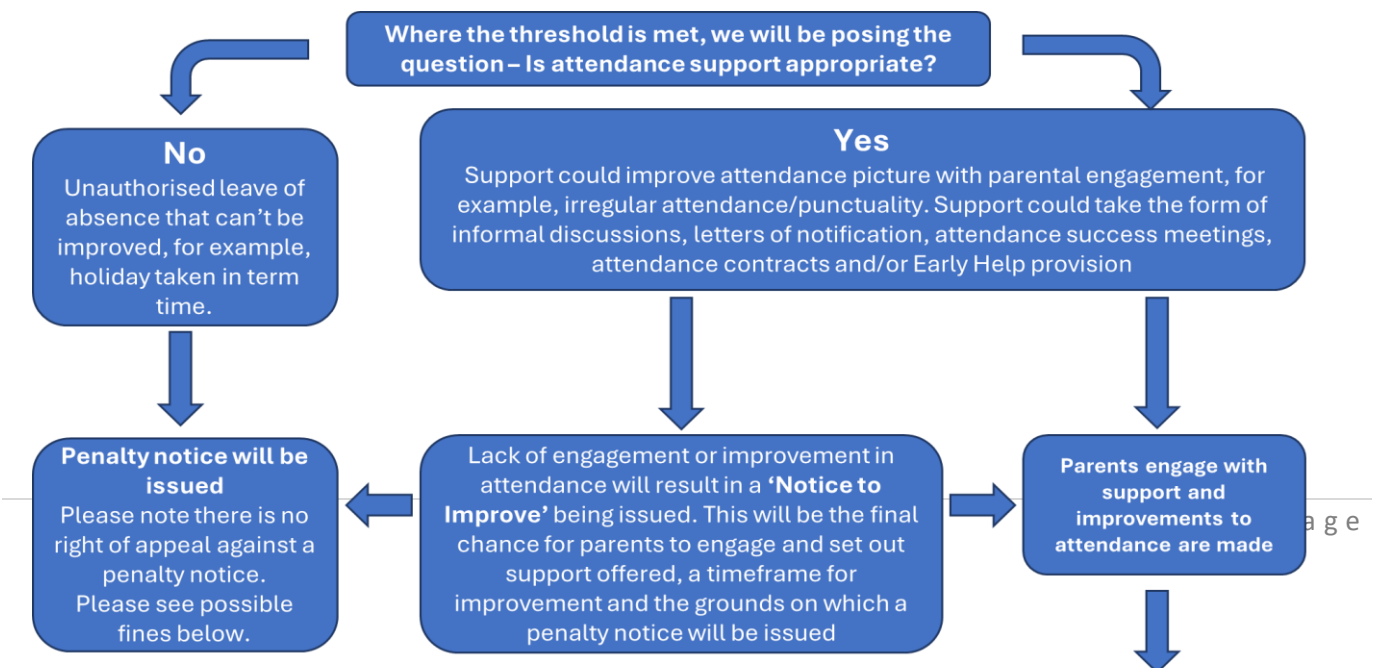 Where the threshold is met, we will be posing the
question – Is attendance support appropriate?
No
Unauthorised leave of
absence that can't be
improved, for example,
holiday taken in term
time.
Yes
Support could improve attendance picture with parental engagement, for
example, irregular attendance/punctuality. Support could take the form of
informal discussions, letters of notification, attendance success meetings,
attendance contracts and/or Early Help provision
Penalty notice will be
issued
Please note there is no
right of appeal against a
penalty notice.
Please see possible
fines below.
Lack of engagement or improvement in
attendance will result in a 'Notice to
Improve' being issued. This will be the final
chance for parents to engage and set out
support offered, a timeframe for
improvement and the grounds on which a
penalty notice will be issued
Parents engage with
support and
improvements to
attendance are made
age